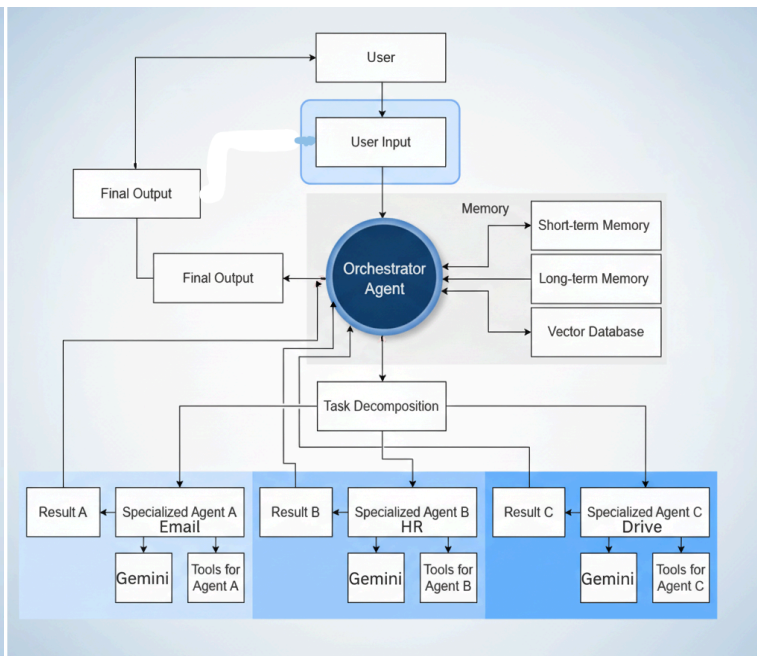 User
User Input
Final Output
Memory
Short-term Memory
Final Output
Orchestrator
Agent
Long-term Memory
Vector Database
Task Decomposition
Result A
Specialized Agent A
Email
Result B
Specialized Agent B
HR
Result C
Specialized Agent C
Drive
Gemini
Tools for
Agent A
Gemini
Tools for
Agent B
Gemini
Tools for
Agent C